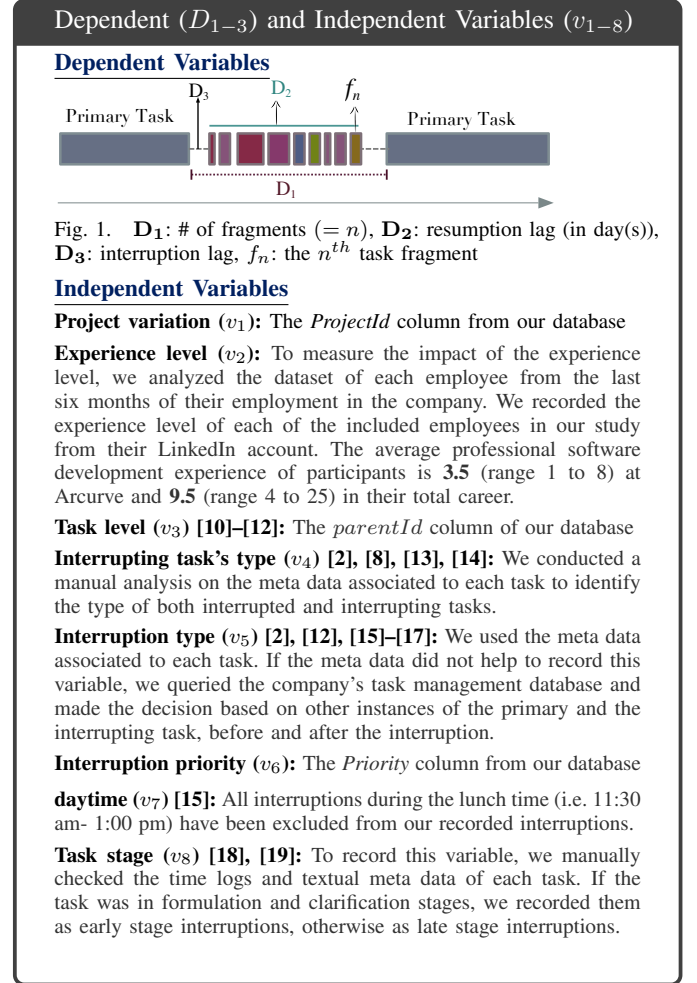 Dependent (D₁₋₃) and Independent Variables (v₁₋₈)
Dependent Variables
D₃ D₂ fₙ
Primary Task Primary Task
D₁
Fig. 1. D₁: # of fragments (= n), D₂: resumption lag (in day(s)),
D₃: interruption lag, fₙ: the nᵗʰ task fragment
Independent Variables
Project variation (v₁): The ProjectId column from our database
Experience level (v₂): To measure the impact of the experience
level, we analyzed the dataset of each employee from the last
six months of their employment in the company. We recorded the
experience level of each of the included employees in our study
from their LinkedIn account. The average professional software
development experience of participants is 3.5 (range 1 to 8) at
Arcurve and 9.5 (range 4 to 25) in their total career.
Task level (v₃) [10]–[12]: The parentId column of our database
Interrupting task's type (v₄) [2], [8], [13], [14]: We conducted a
manual analysis on the meta data associated to each task to identify
the type of both interrupted and interrupting tasks.
Interruption type (v₅) [2], [12], [15]–[17]: We used the meta data
associated to each task. If the meta data did not help to record this
variable, we queried the company's task management database and
made the decision based on other instances of the primary and the
interrupting task, before and after the interruption.
Interruption priority (v₆): The Priority column from our database
daytime (v₇) [15]: All interruptions during the lunch time (i.e. 11:30
am- 1:00 pm) have been excluded from our recorded interruptions.
Task stage (v₈) [18], [19]: To record this variable, we manually
checked the time logs and textual meta data of each task. If the
task was in formulation and clarification stages, we recorded them
as early stage interruptions, otherwise as late stage interruptions.